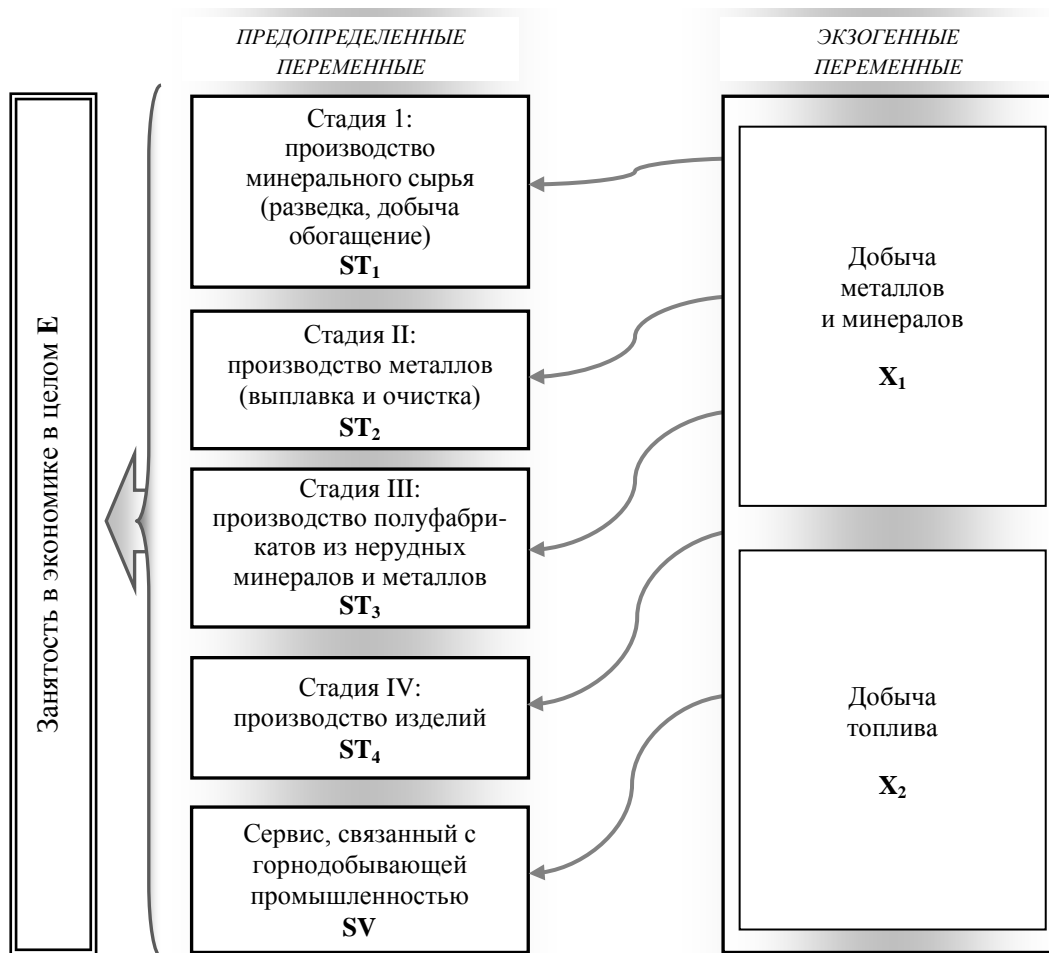 ПРЕДОПРЕДЕЛЕННЫЕ
ПЕРЕМЕННЫЕ
ЭКЗОГЕННЫЕ
ПЕРЕМЕННЫЕ
Занятость в экономике в целом E
Стадия 1:
производство
минерального сырья
(разведка, добыча
обогащение)
ST₁
Стадия II:
производство металлов
(выплавка и очистка)
ST₂
Стадия III:
производство полуфабри-
катов из нерудных
минералов и металлов
ST₃
Стадия IV:
производство изделий
ST₄
Сервис, связанный с
горнодобывающей
промышленностью
SV
Добыча
металлов
и минералов
X₁
Добыча
топлива
X₂